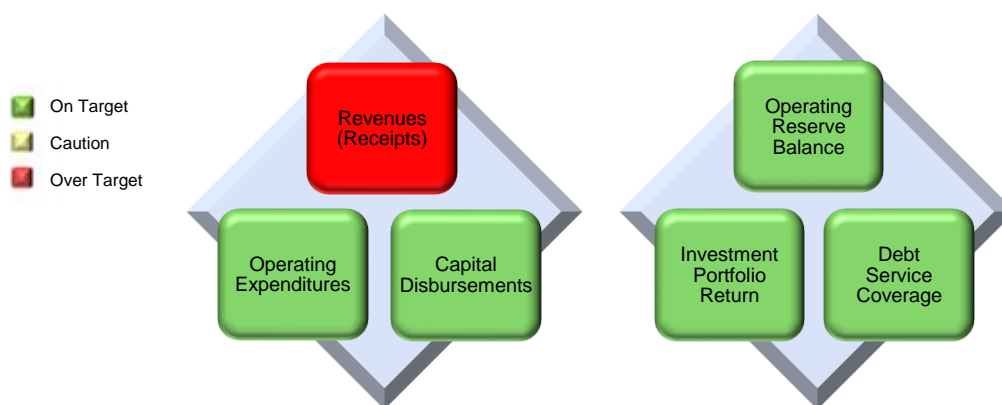 On Target
Caution
Over Target
Revenues
(Receipts)
Operating
Expenditures
Capital
Disbursements
Operating
Reserve
Balance
Investment
Portfolio
Return
Debt
Service
Coverage